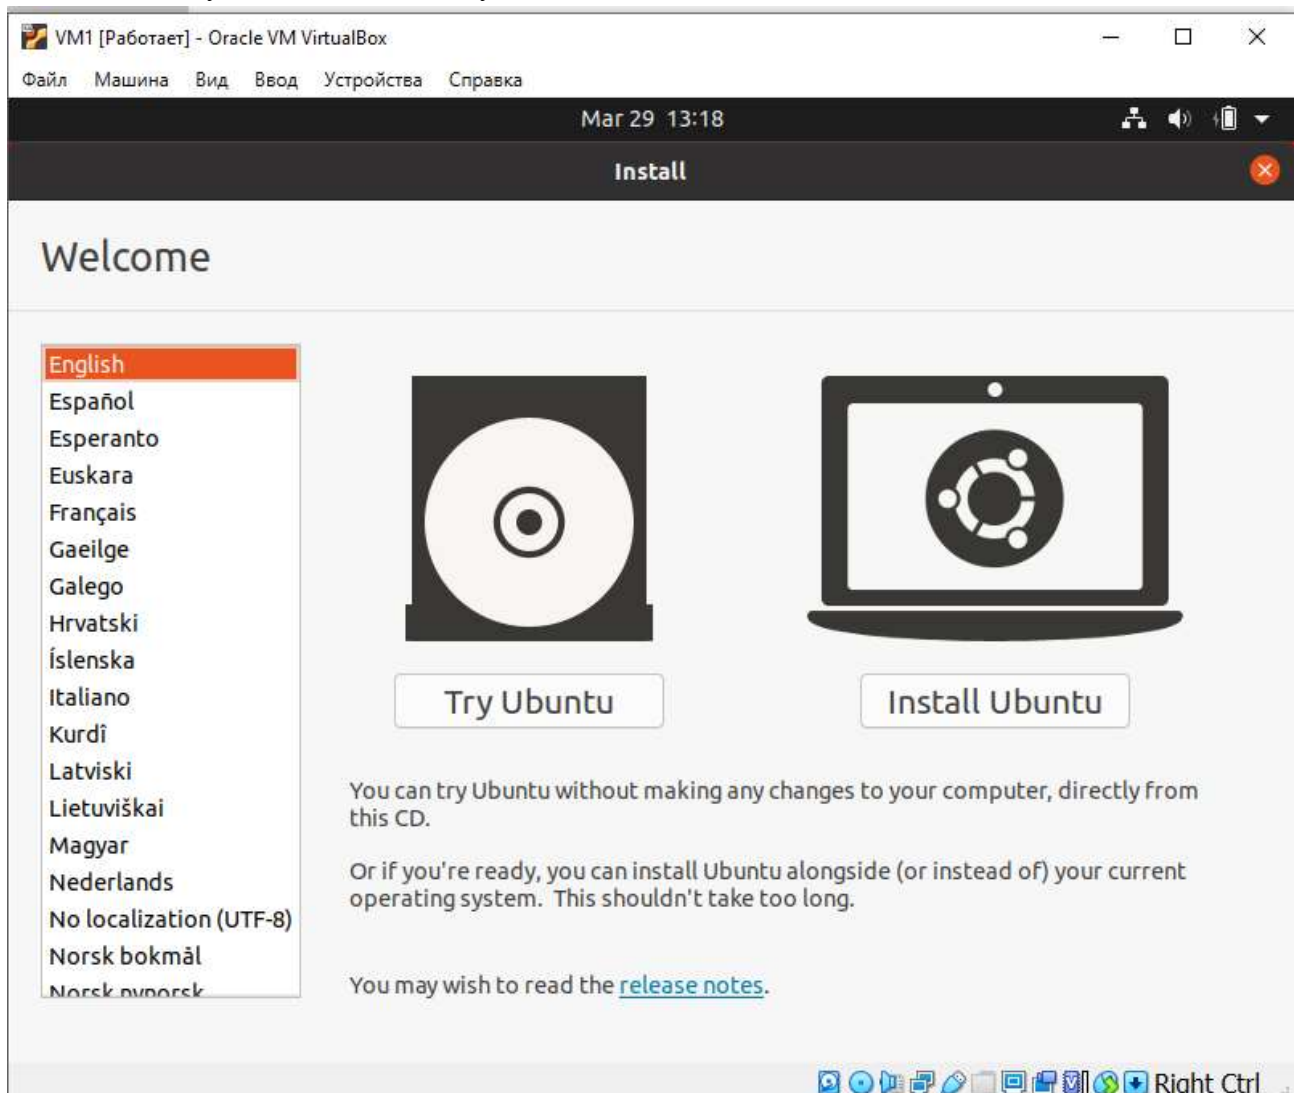 VM1 [Работает] - Oracle VM VirtualBox
Файл Машина Вид Ввод Устройства Справка
Mar 29 13:18
Install
Welcome
English
Español
Esperanto
Euskara
Français
Gaeilge
Galego
Hrvatski
Íslenska
Italiano
Kurdî
Latviski
Lietuviškai
Magyar
Nederlands
No localization (UTF-8)
Norsk bokmål
Norsk nynorsk
Try Ubuntu
Install Ubuntu
You can try Ubuntu without making any changes to your computer, directly from
this CD.
Or if you're ready, you can install Ubuntu alongside (or instead of) your current
operating system. This shouldn't take too long.
You may wish to read the release notes.
Right Ctrl